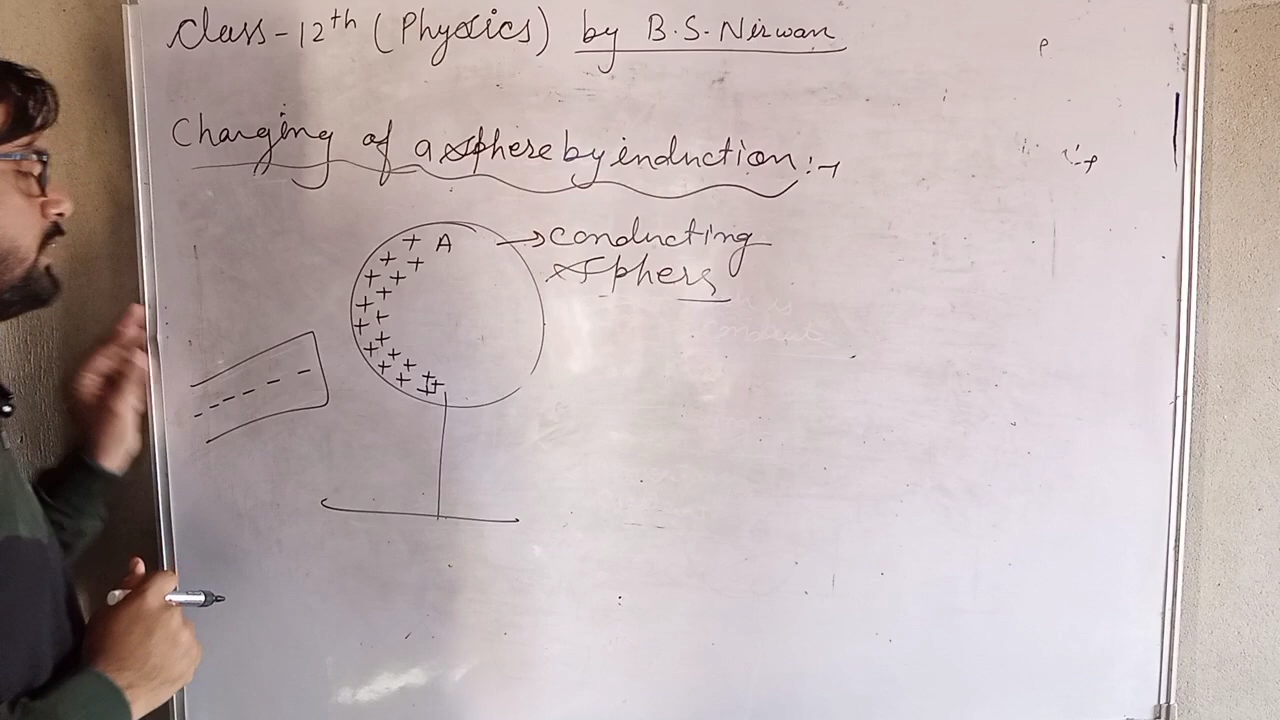 Class-12th (Physics) by B.S. Nirwan
Charging of a sphere by induction :→
A
→ conducting
sphere